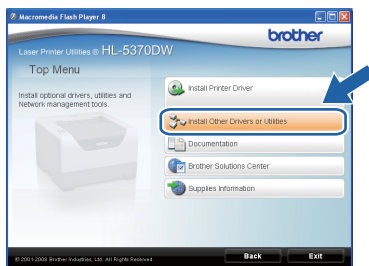 Macromedia Flash Player 8
brother
Laser Printer Utilities © HL-5370DW
Top Menu
Install optional drivers, utilities and
Network management tools.
Install Printer Driver
Install Other Drivers or Utilities
Documentation
Brother Solutions Center
Supplies Information
© 2001-2008 Brother Industries, Ltd. All Rights Reserved.
Back
Exit